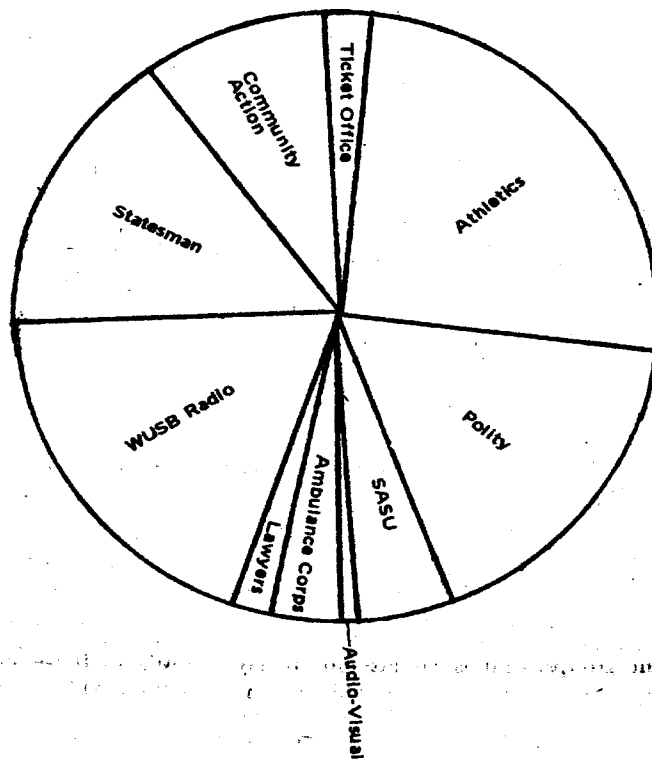 Ticket Office
Athletics
Polity
SASU
Audio-Visual
Ambulance Corps
Lawyers
WUSB Radio
Statesman
Community
Action